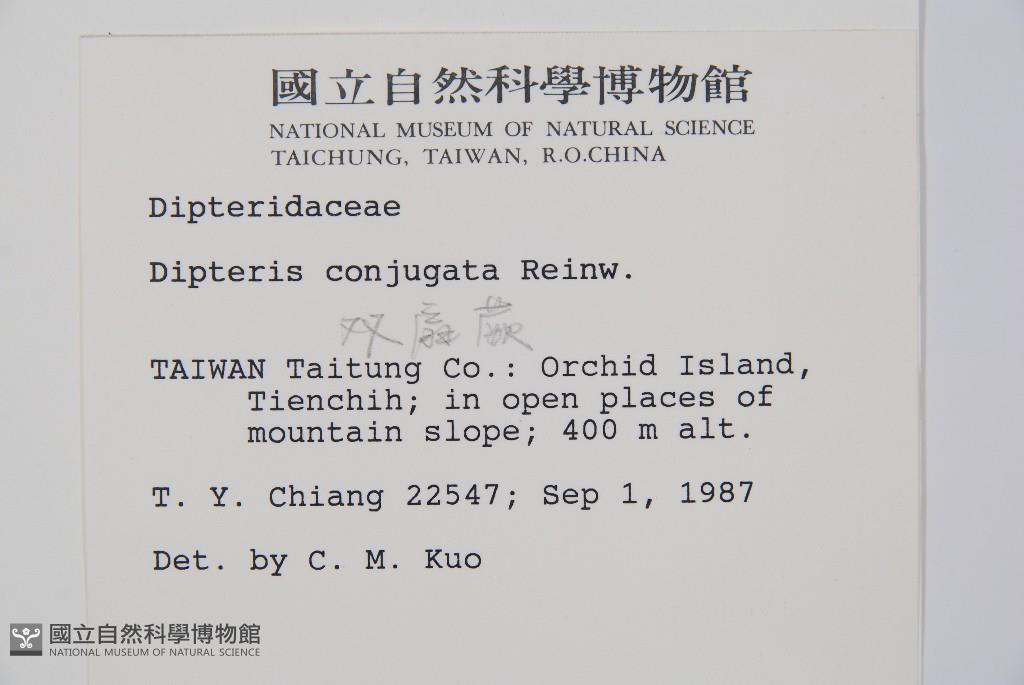 國立自然科學博物館
NATIONAL MUSEUM OF NATURAL SCIENCE
TAICHUNG, TAIWAN, R.O.CHINA
Dipteridaceae
Dipteris conjugata Reinw.
双扇蕨
TAIWAN Taitung Co.: Orchid Island,
Tienchih; in open places of
mountain slope; 400 m alt.
T. Y. Chiang 22547; Sep 1, 1987
Det. by C. M. Kuo
國立自然科學博物館
NATIONAL MUSEUM OF NATURAL SCIENCE